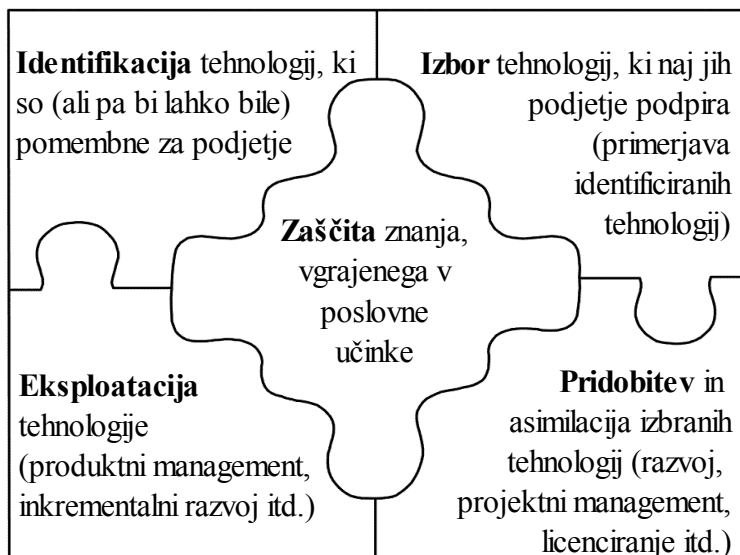 Identifikacija tehnologij, ki
so (ali pa bi lahko bile)
pomembne za podjetje
Izbor tehnologij, ki naj jih
podjetje podpira
(primerjava
identificiranih
tehnologij)
Zaščita znanja,
vgrajenega v
poslovne
učinke
Eksploatacija
tehnologije
(produktni management,
inkrementalni razvoj itd.)
Pridobitev in
asimilacija izbranih
tehnologij (razvoj,
projektni management,
licenciranje itd.)